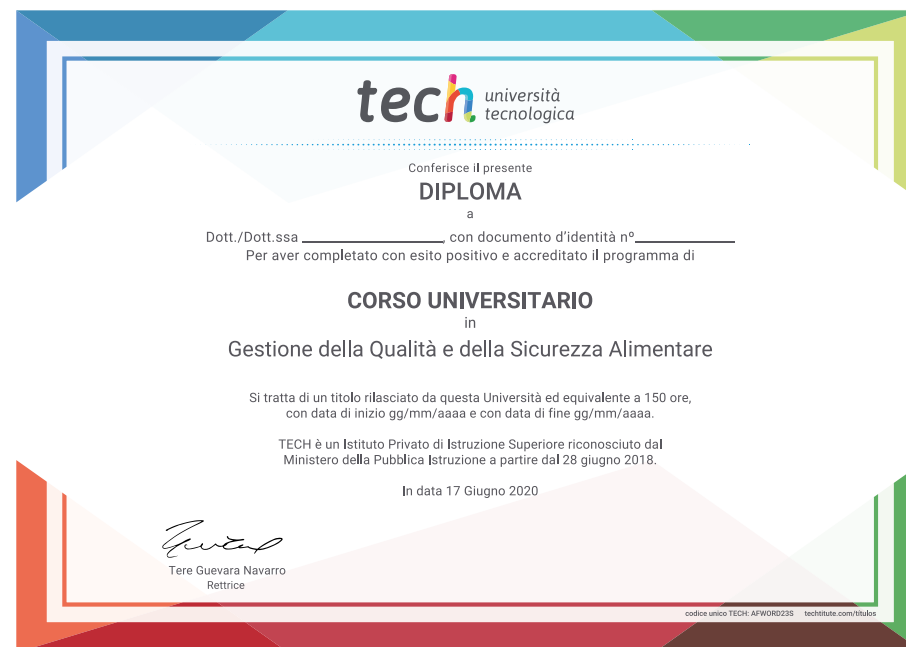 tech università
tecnologica
Conferisce il presente
DIPLOMA
a
Dott./Dott.ssa ____________________, con documento d'identità nº______________
Per aver completato con esito positivo e accreditato il programma di
CORSO UNIVERSITARIO
in
Gestione della Qualità e della Sicurezza Alimentare
Si tratta di un titolo rilasciato da questa Università ed equivalente a 150 ore,
con data di inizio gg/mm/aaaa e con data di fine gg/mm/aaaa.
TECH è un Istituto Privato di Istruzione Superiore riconosciuto dal
Ministero della Pubblica Istruzione a partire dal 28 giugno 2018.
In data 17 Giugno 2020
Tere Guevara Navarro
Rettrice
codice unico TECH: AFWORD23S techtitute.com/títulos